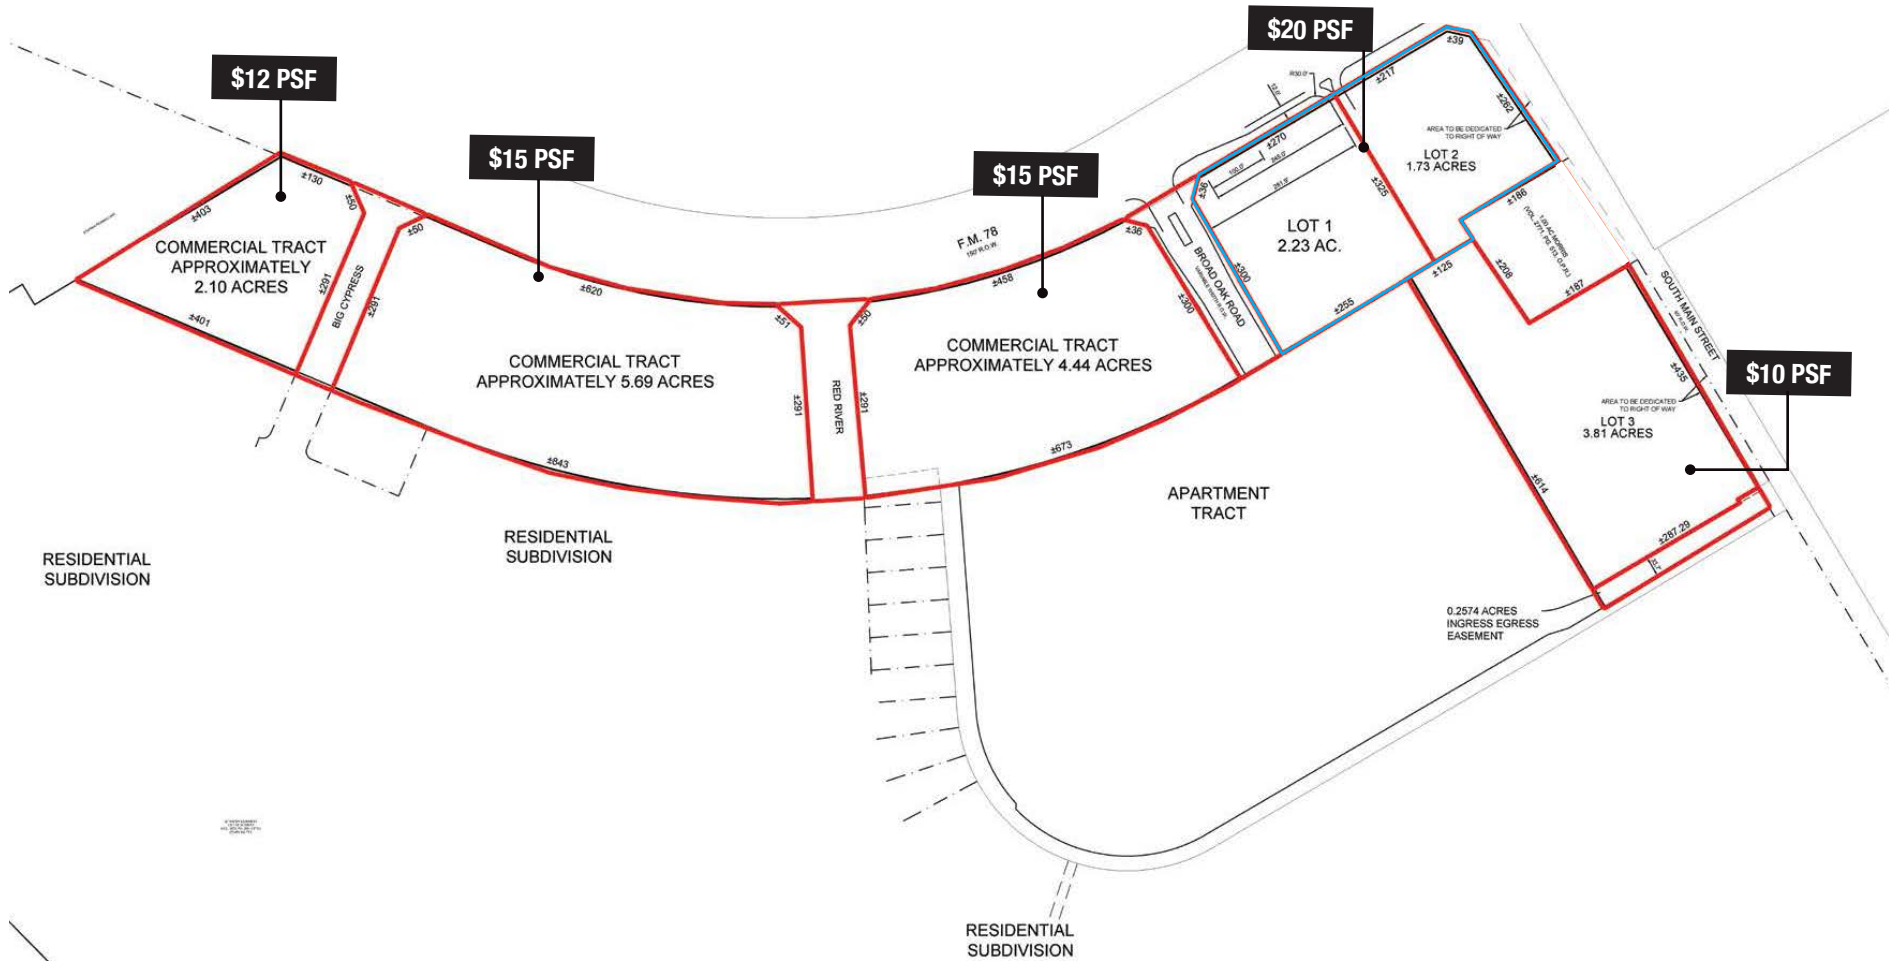 $12 PSF
$15 PSF
$15 PSF
$20 PSF
$10 PSF
±403
±130
±50
COMMERCIAL TRACT
APPROXIMATELY
2.10 ACRES
±401
±291
BIG CYPRESS
±291
±50
±620
COMMERCIAL TRACT
APPROXIMATELY 5.69 ACRES
±843
±51
±291
RED RIVER
±291
±50
F.M. 78
150' R.O.W.
±458
COMMERCIAL TRACT
APPROXIMATELY 4.44 ACRES
±673
±36
±300
BROAD OAK ROAD
VARIABLE WIDTH R.O.W.
±36
±270
±300
LOT 1
2.23 AC.
±255
±325
±217
±39
±262
AREA TO BE DEDICATED
TO RIGHT OF WAY
LOT 2
1.73 ACRES
±186
±125
±208
±187
SOUTH MAIN STREET
±435
AREA TO BE DEDICATED
TO RIGHT OF WAY
LOT 3
3.81 ACRES
±614
±287.29
0.2574 ACRES
INGRESS EGRESS
EASEMENT
APARTMENT
TRACT
RESIDENTIAL
SUBDIVISION
RESIDENTIAL
SUBDIVISION
RESIDENTIAL
SUBDIVISION